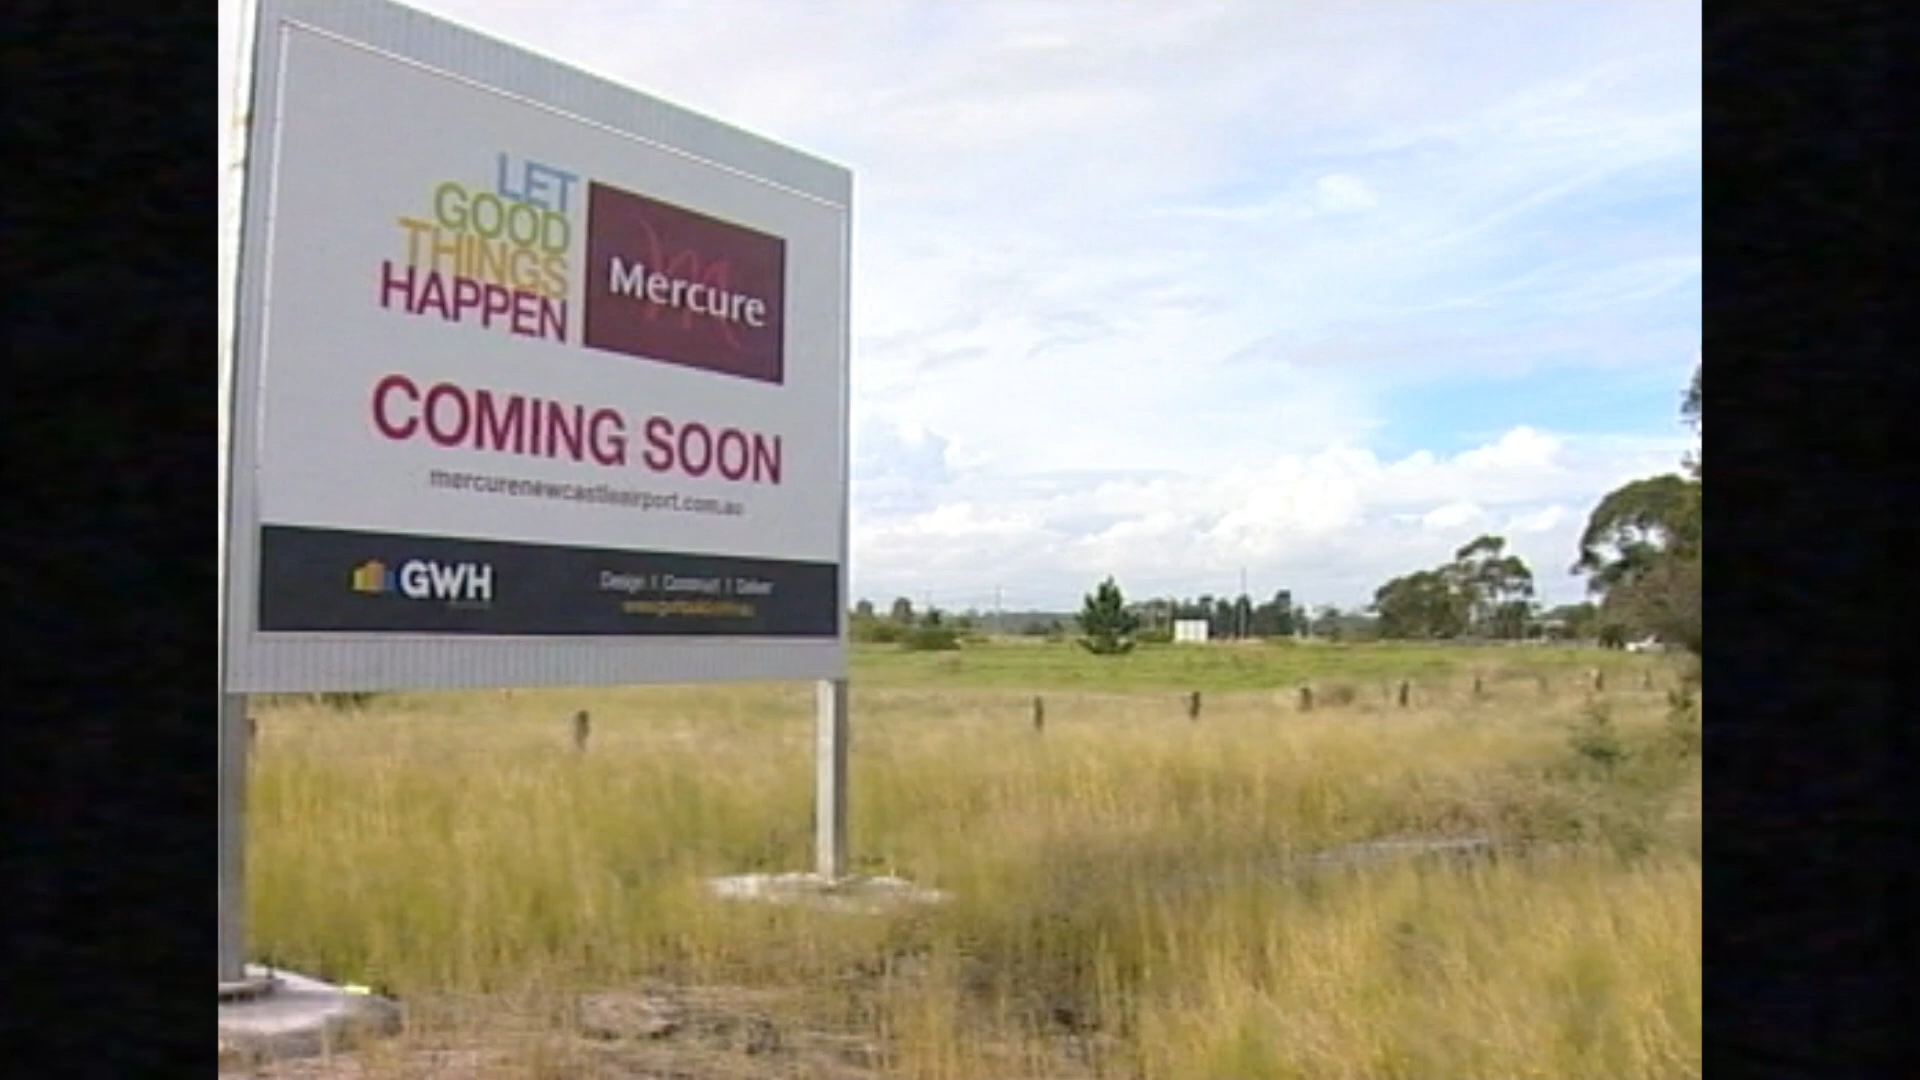 LET
GOOD
THINGS
HAPPEN
Mercure
COMING SOON
mercurenewcastleairport.com.au
GWH
Design | Construct | Deliver